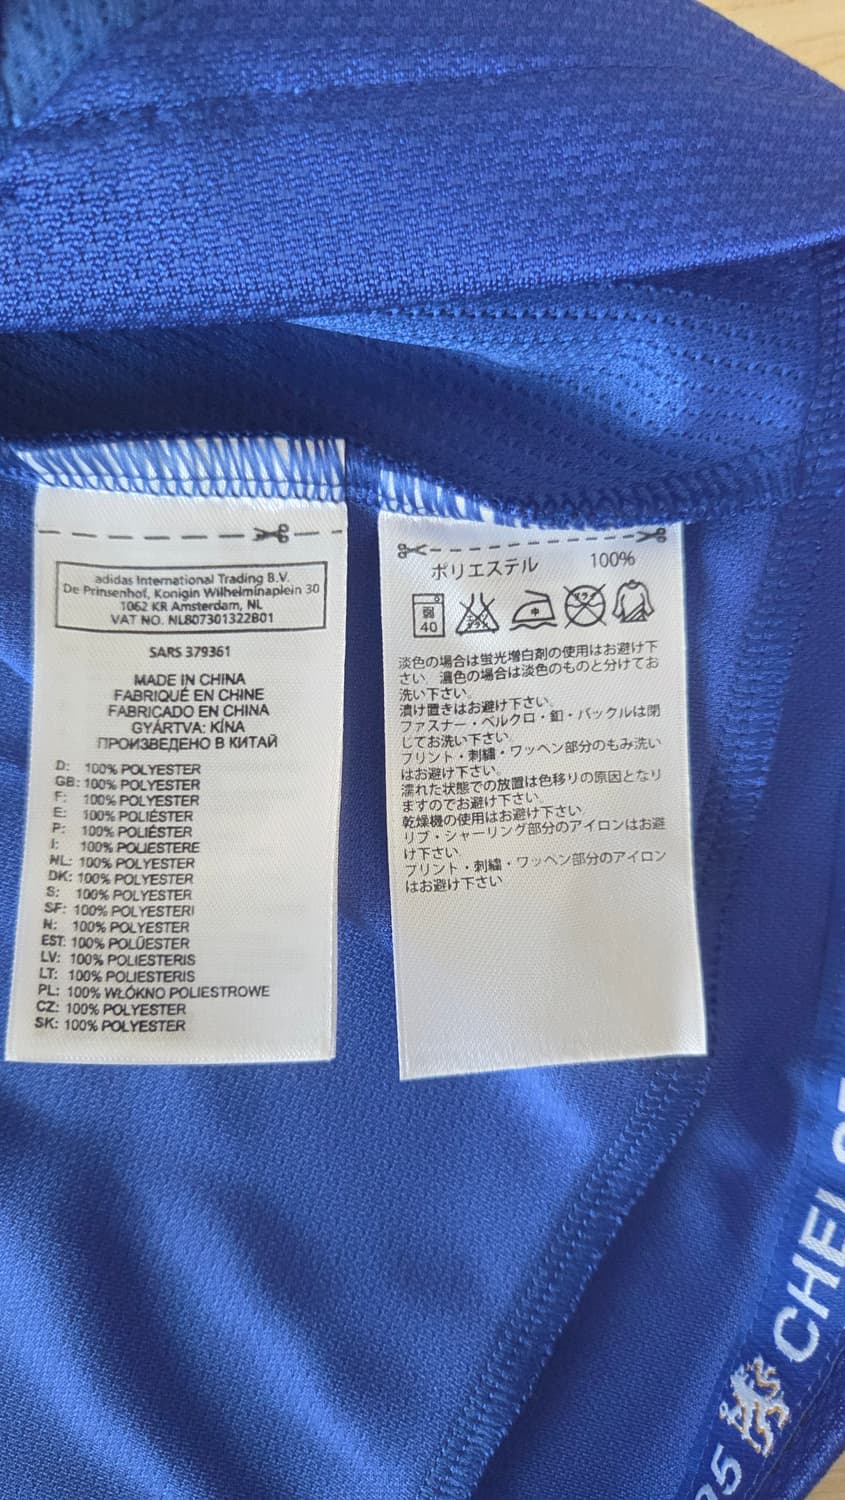 adidas International Trading B.V.
De Prinsenhof, Konigin Wilhelminaplein 30
1062 KR Amsterdam, NL
VAT NO. NL807301322B01
SARS 379361
MADE IN CHINA
FABRIQUÉ EN CHINE
FABRICADO EN CHINA
GYÁRTVA: KÍNA
ПРОИЗВЕДЕНО В КИТАЙ
D: 100% POLYESTER
GB: 100% POLYESTER
F: 100% POLYESTER
E: 100% POLIÉSTER
P: 100% POLIÉSTER
I: 100% POLIESTERE
NL: 100% POLYESTER
DK: 100% POLYESTER
S: 100% POLYESTER
SF: 100% POLYESTERI
N: 100% POLYESTER
EST: 100% POLÜESTER
LV: 100% POLIESTERIS
LT: 100% POLIESTERIS
PL: 100% WŁÓKNO POLIESTROWE
CZ: 100% POLYESTER
SK: 100% POLYESTER
ポリエステル 100%
弱 40
中
淡色の場合は蛍光増白剤の使用はお避け下
さい。濃色の場合は淡色のものと分けてお
洗い下さい。
漬け置きはお避け下さい。
ファスナー・ベルクロ・釦・バックルは閉
じてお洗い下さい。
プリント・刺繍・ワッペン部分のもみ洗い
はお避け下さい。
濡れた状態での放置は色移りの原因となり
ますのでお避け下さい。
乾燥機の使用はお避け下さい
リブ・シャーリング部分のアイロンはお避
け下さい
プリント・刺繍・ワッペン部分のアイロン
はお避け下さい
05 CHEL